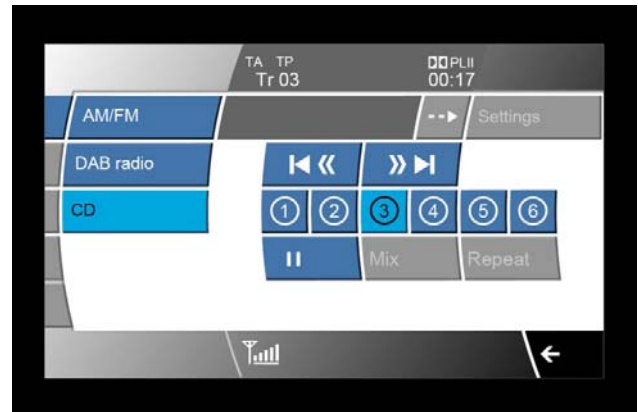 TA TP PLII
Tr 03 00:17
AM/FM Settings
DAB radio
CD 1 2 3 4 5 6
Mix Repeat